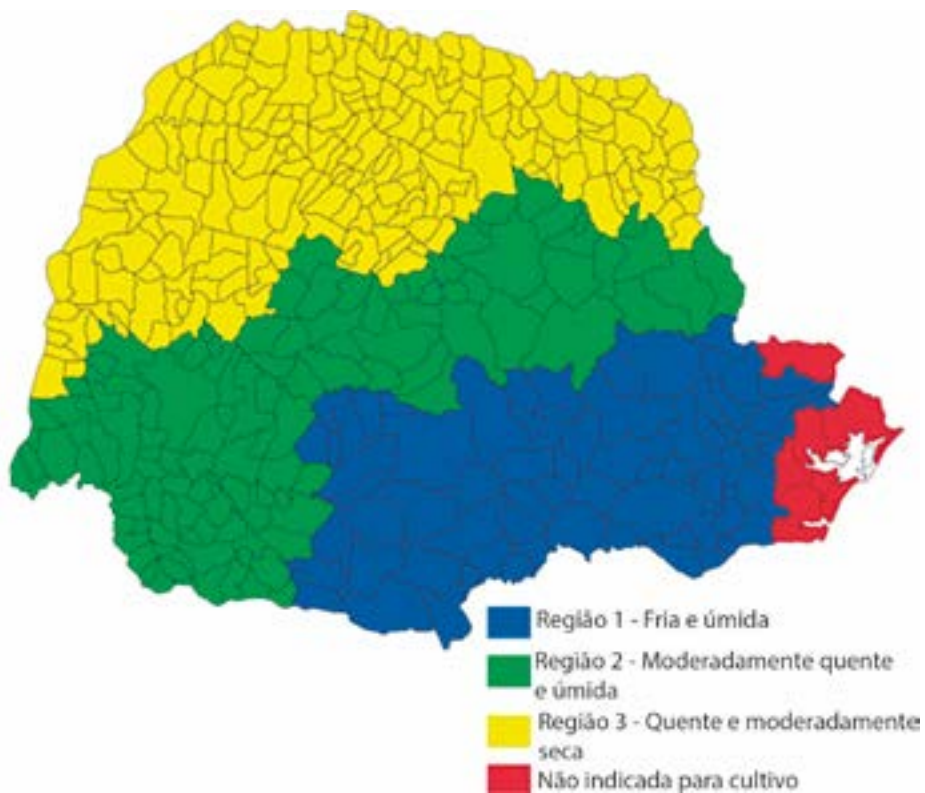 Região 1 - Fria e úmida
Região 2 - Moderadamente quente
e úmida
Região 3 - Quente e moderadamente
seca
Não indicada para cultivo